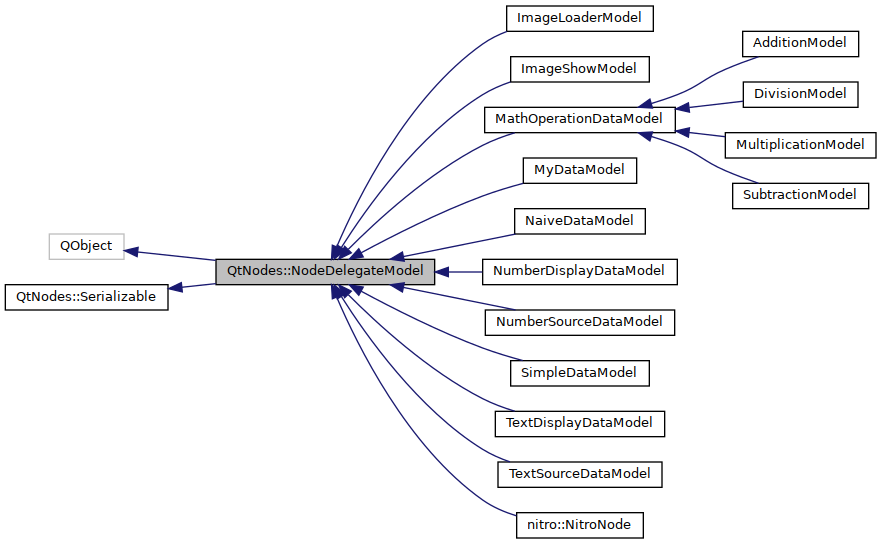 ImageLoaderModel
AdditionModel
ImageShowModel
DivisionModel
MathOperationDataModel
MultiplicationModel
MyDataModel
SubtractionModel
NaiveDataModel
QObject
QtNodes::NodeDelegateModel
NumberDisplayDataModel
QtNodes::Serializable
NumberSourceDataModel
SimpleDataModel
TextDisplayDataModel
TextSourceDataModel
nitro::NitroNode